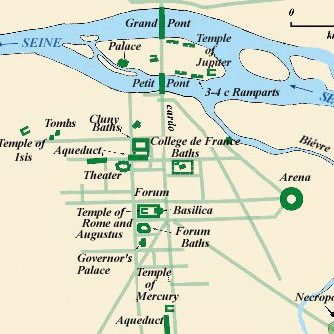 Grand Pont
0
SEINE
Palace
Temple
of
Jupiter
Petit Pont
3-4 c Ramparts
cardo
Cluny
Baths
Tombs
Temple of
Isis
Aqueduct
College de France
Baths
Bièvre
Theater
Arena
Forum
Temple of
Rome and
Augustus
Basilica
Forum
Baths
Governor's
Palace
Temple
of
Mercury
Aqueduct